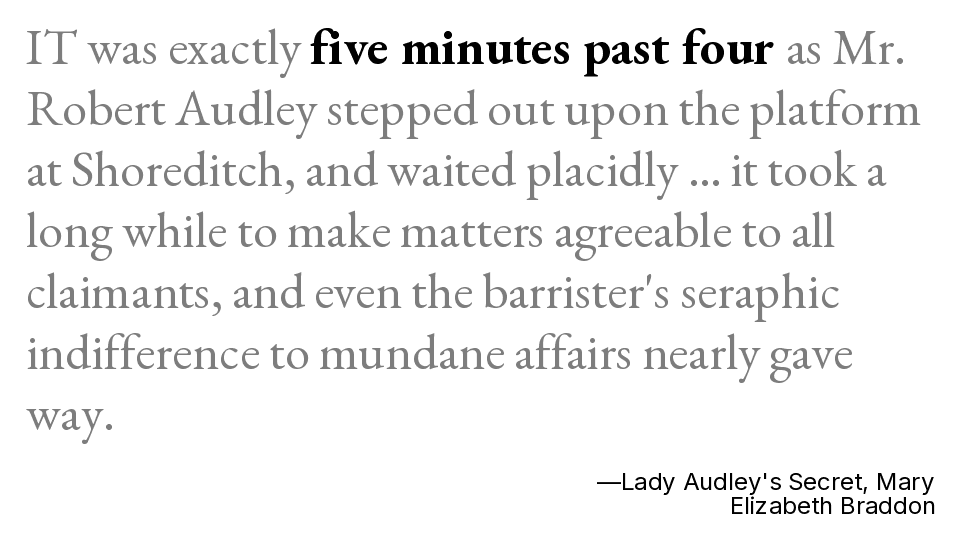 IT was exactly five minutes past four as Mr.
Robert Audley stepped out upon the platform
at Shoreditch, and waited placidly ... it took a
long while to make matters agreeable to all
claimants, and even the barrister's seraphic
indifference to mundane affairs nearly gave
way.
—Lady Audley's Secret, Mary
Elizabeth Braddon